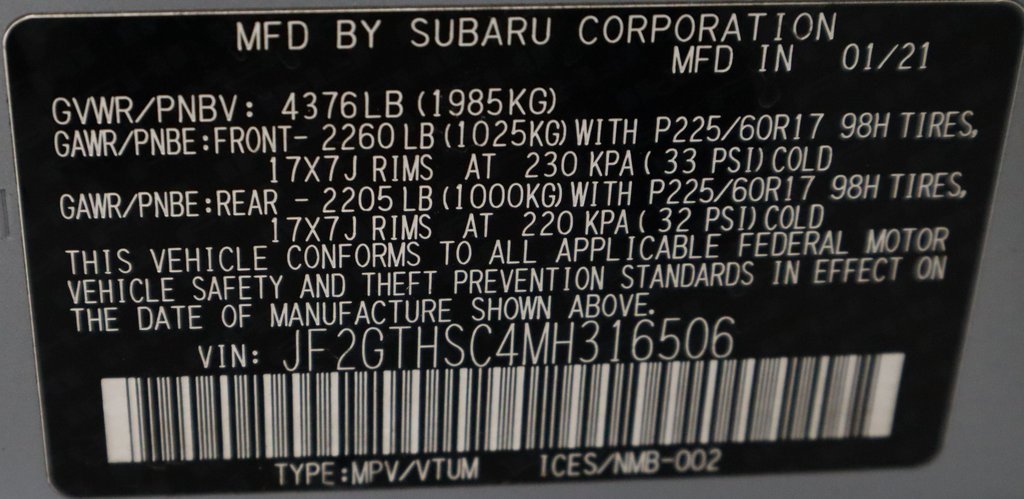 MFD BY SUBARU CORPORATION
MFD IN 01/21
GVWR/PNBV: 4376LB (1985KG)
GAWR/PNBE:FRONT- 2260 LB (1025KG) WITH P225/60R17 98H TIRES,
17X7J RIMS AT 230 KPA ( 33 PSI) COLD
GAWR/PNBE:REAR - 2205 LB (1000KG) WITH P225/60R17 98H TIRES,
17X7J RIMS AT 220 KPA ( 32 PSI) COLD
THIS VEHICLE CONFORMS TO ALL APPLICABLE FEDERAL MOTOR
VEHICLE SAFETY AND THEFT PREVENTION STANDARDS IN EFFECT ON
THE DATE OF MANUFACTURE SHOWN ABOVE.
VIN: JF2GTHSC4MH316506
TYPE:MPV/VTUM ICES/NMB-002